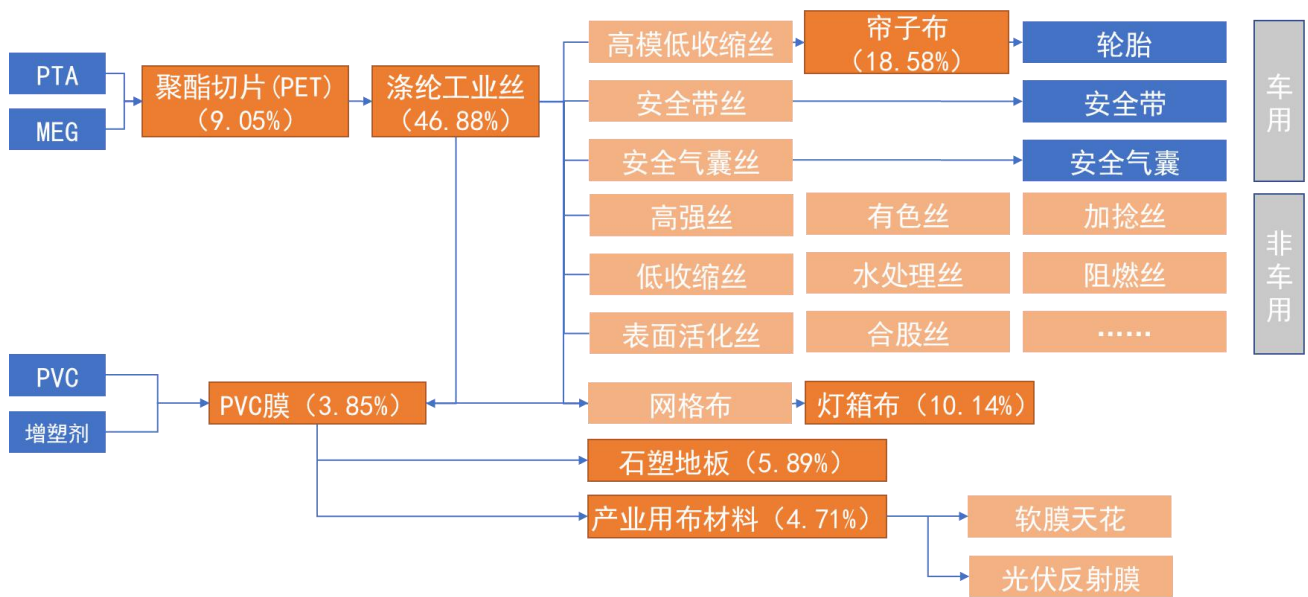 PTA
MEG
聚酯切片(PET)
(9.05%)
涤纶工业丝
(46.88%)
高模低收缩丝
帘子布
(18.58%)
轮胎
安全带丝
安全带
安全气囊丝
安全气囊
车
用
高强丝
有色丝
加捻丝
低收缩丝
水处理丝
阻燃丝
表面活化丝
合股丝
……
非
车
用
PVC
增塑剂
PVC膜（3.85%）
网格布
灯箱布（10.14%）
石塑地板（5.89%）
产业用布材料（4.71%）
软膜天花
光伏反射膜